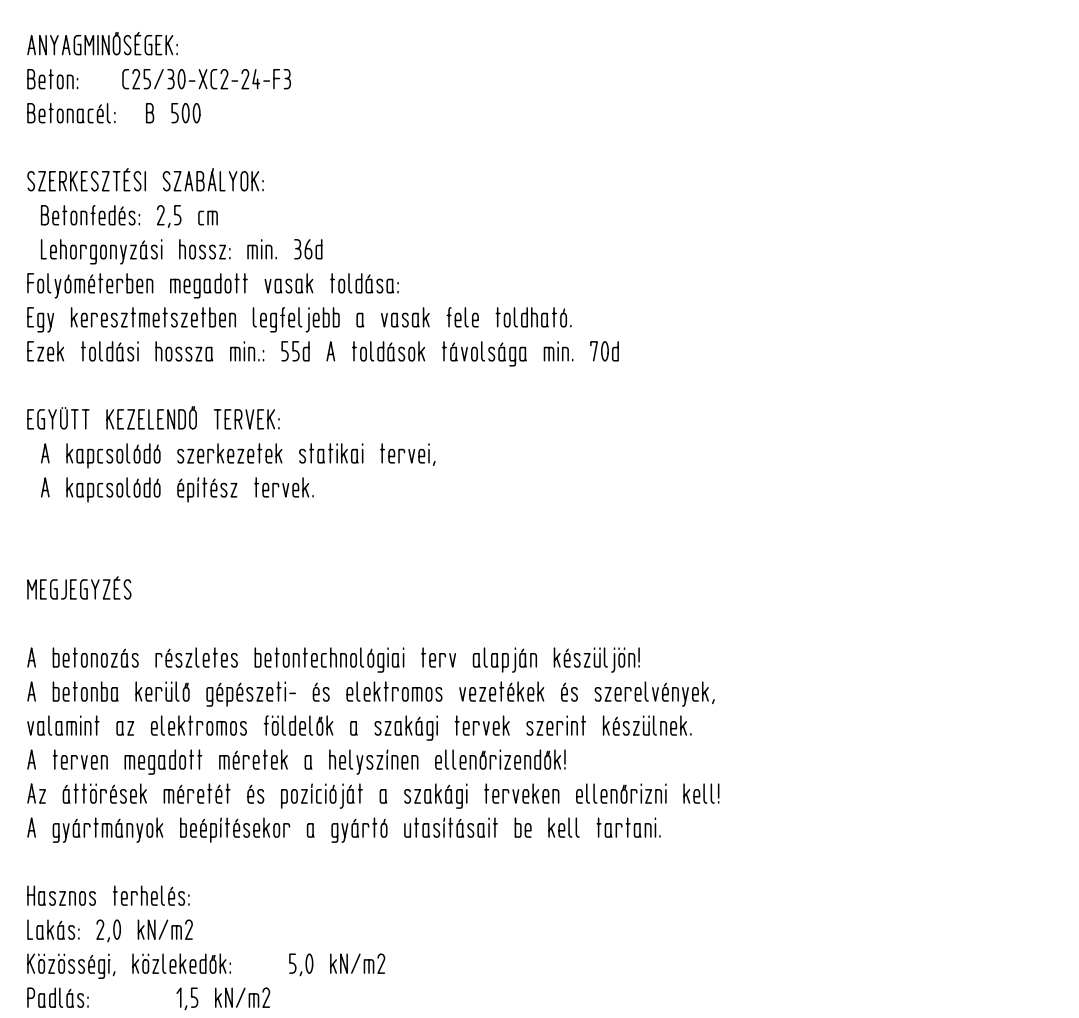 ANYAGMINŐSÉGEK:
Beton: C25/30-XC2-24-F3
Betonacél: B 500
SZERKESZTÉSI SZABÁLYOK:
Betonfedés: 2,5 cm
Lehorgonyzási hossz: min. 36d
Folyóméterben megadott vasak toldása:
Egy keresztmetszetben legfeljebb a vasak fele toldható.
Ezek toldási hossza min.: 55d A toldások távolsága min. 70d
EGYÜTT KEZELENDŐ TERVEK:
A kapcsolódó szerkezetek statikai tervei,
A kapcsolódó építész tervek.
MEGJEGYZÉS
A betonozás részletes betontechnológiai terv alapján készüljön!
A betonba kerülő gépészeti- és elektromos vezetékek és szerelvények,
valamint az elektromos földelők a szakági tervek szerint készülnek.
A terven megadott méretek a helyszínen ellenőrizendők!
Az áttörések méretét és pozícióját a szakági terveken ellenőrizni kell!
A gyártmányok beépítésekor a gyártó utasításait be kell tartani.
Hasznos terhelés:
Lakás: 2,0 kN/m2
Közösségi, közlekedők: 5,0 kN/m2
Padlás: 1,5 kN/m2